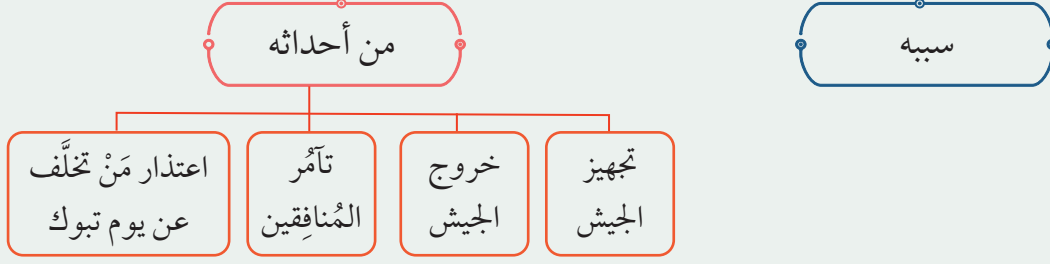 سببه
من أحداثه
تجهيز
الجيش
خروج
الجيش
تآمُر
المُنافِقين
اعتذار مَنْ تخلَّف
عن يوم تبوك